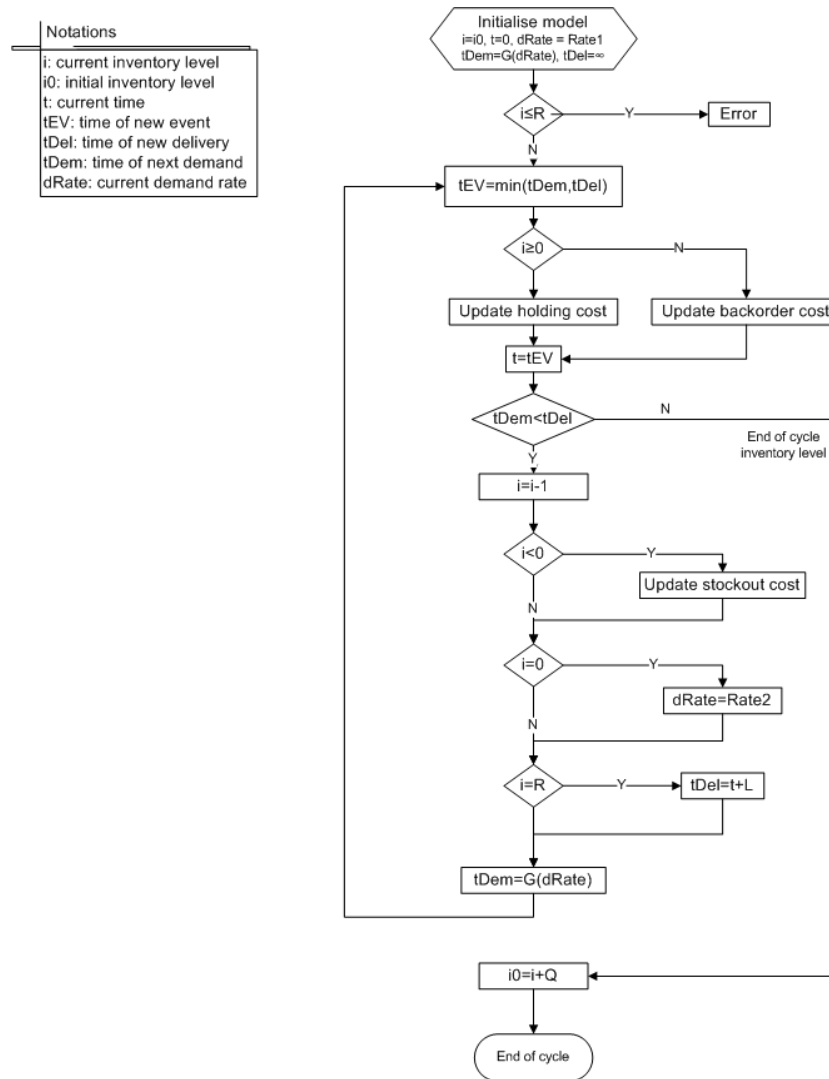 Notations
i: current inventory level
i0: initial inventory level
t: current time
tEV: time of new event
tDel: time of new delivery
tDem: time of next demand
dRate: current demand rate
Initialise model
i=i0, t=0, dRate = Rate1
tDem=G(dRate), tDel=∞
i≤R
Y
Error
N
tEV=min(tDem,tDel)
i≥0
N
Update holding cost
Update backorder cost
t=tEV
tDem<tDel
N
End of cycle
inventory level
Y
i=i-1
i<0
Y
Update stockout cost
N
i=0
Y
dRate=Rate2
N
i=R
Y
tDel=t+L
tDem=G(dRate)
i0=i+Q
End of cycle